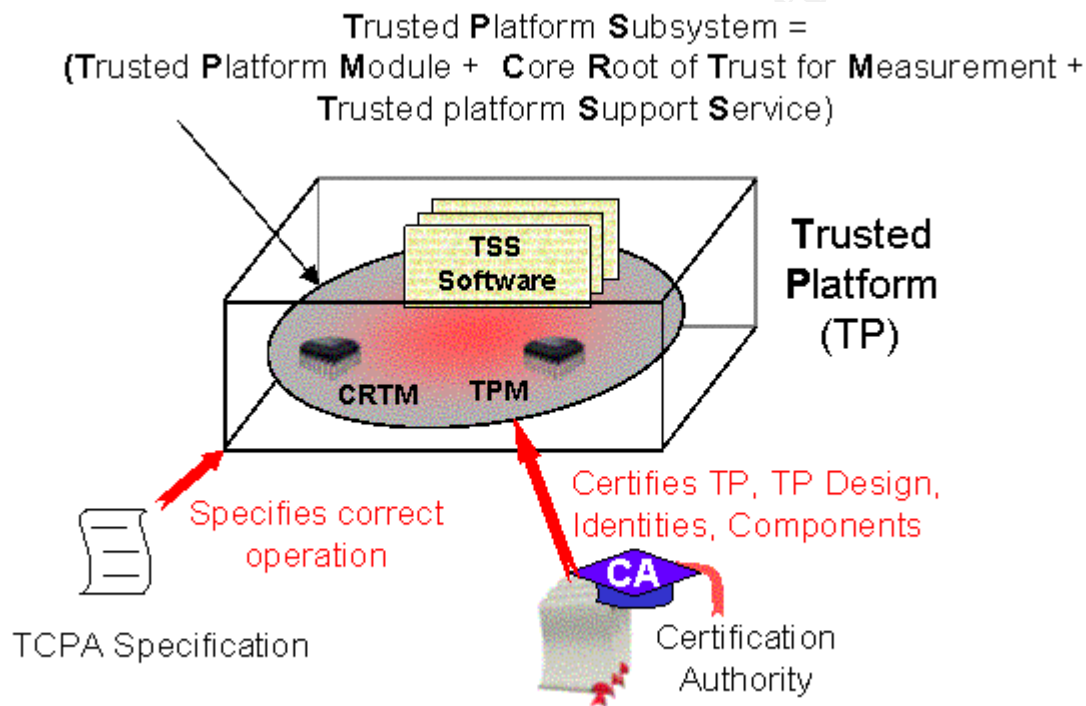 Trusted Platform Subsystem =
(Trusted Platform Module + Core Root of Trust for Measurement +
Trusted platform Support Service)
TSS
Software
Trusted
Platform
(TP)
CRTM
TPM
Specifies correct
operation
Certifies TP, TP Design,
Identities, Components
CA
TCPA Specification
Certification
Authority